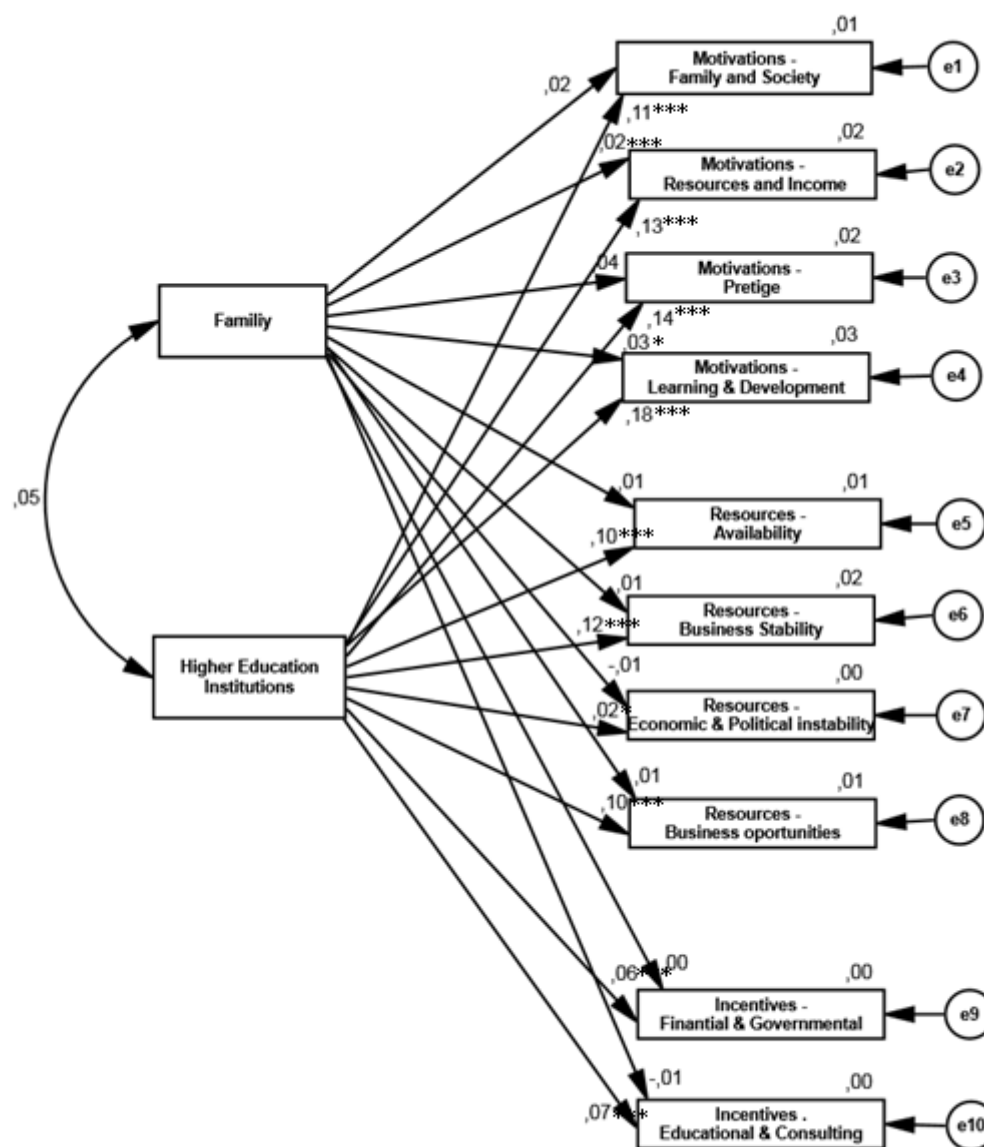 ,01
Motivations -
Family and Society
e1
,02
,11***
,02***
,02
Motivations -
Resources and Income
e2
,13***
,04
,02
Motivations -
Pretige
e3
,14***
,03*
,03
Motivations -
Learning & Development
e4
,18***
Familiy
,05
,01
,01
Resources -
Availability
e5
,10***
,01
,02
Resources -
Business Stability
e6
,12***
Higher Education
Institutions
-,01
,00
Resources -
Economic & Political instability
e7
,02*
,01
,01
Resources -
Business oportunities
e8
,10***
,06***
,00
,00
Incentives -
Finantial & Governmental
e9
-,01
,00
Incentives .
Educational & Consulting
e10
,07***